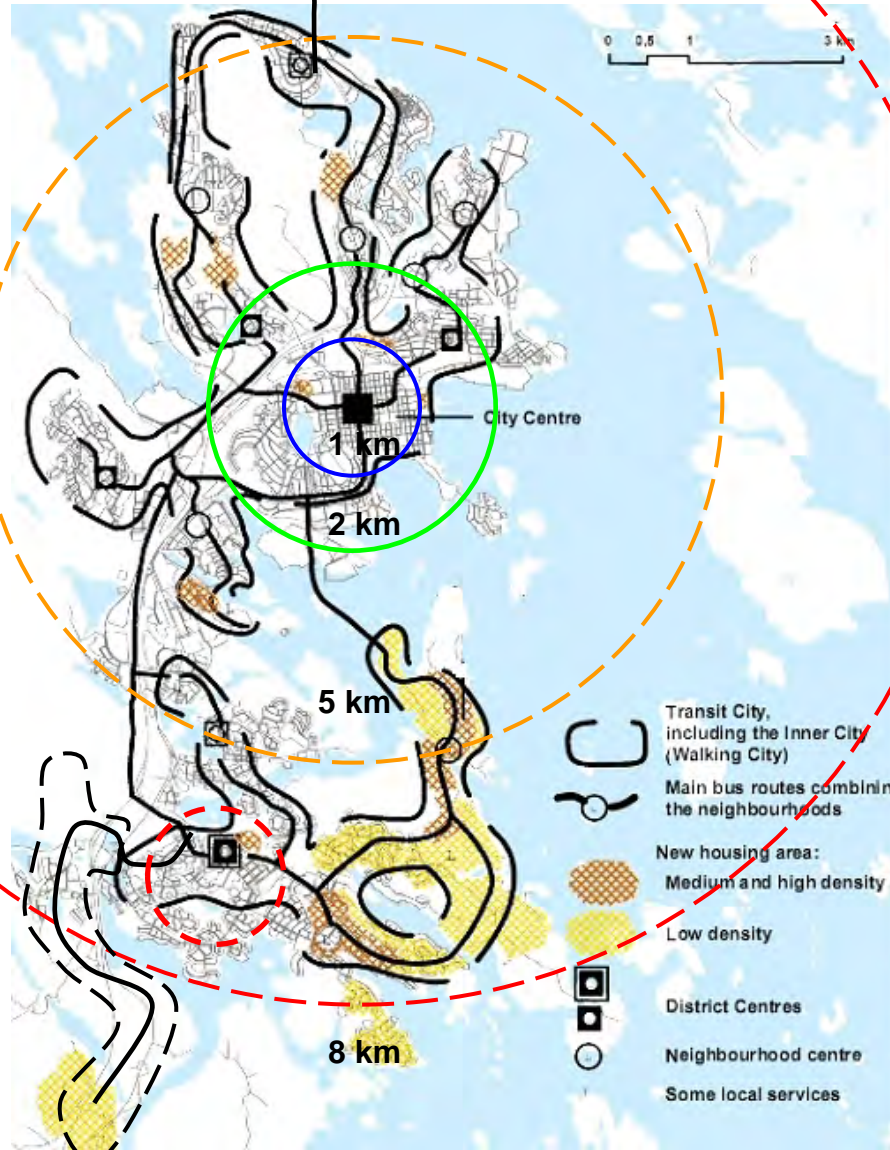 0 0,5 1 3 km
City Centre
1 km
2 km
5 km
Transit City,
including the Inner City
(Walking City)
Main bus routes combinin
the neighbourhoods
New housing area:
Medium and high density
Low density
District Centres
8 km
Neighbourhood centre
Some local services